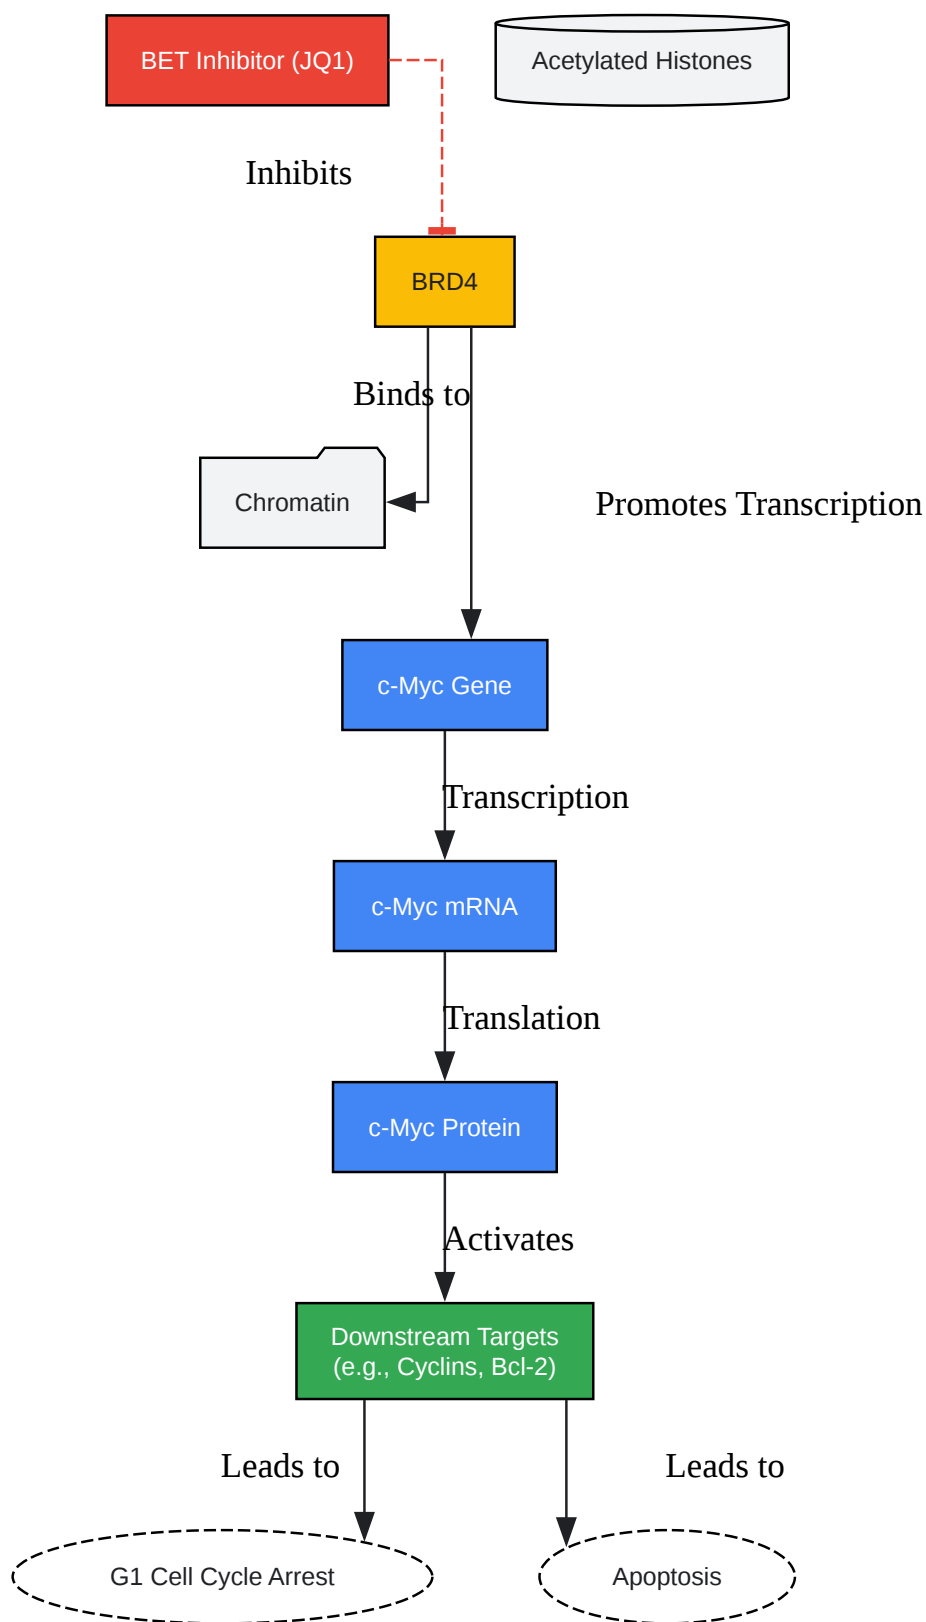 BET Inhibitor (JQ1)
Acetylated Histones
Inhibits
BRD4
Binds to
Chromatin
Promotes Transcription
c-Myc Gene
Transcription
c-Myc mRNA
Translation
c-Myc Protein
Activates
Downstream Targets
(e.g., Cyclins, Bcl-2)
Leads to
Leads to
G1 Cell Cycle Arrest
Apoptosis